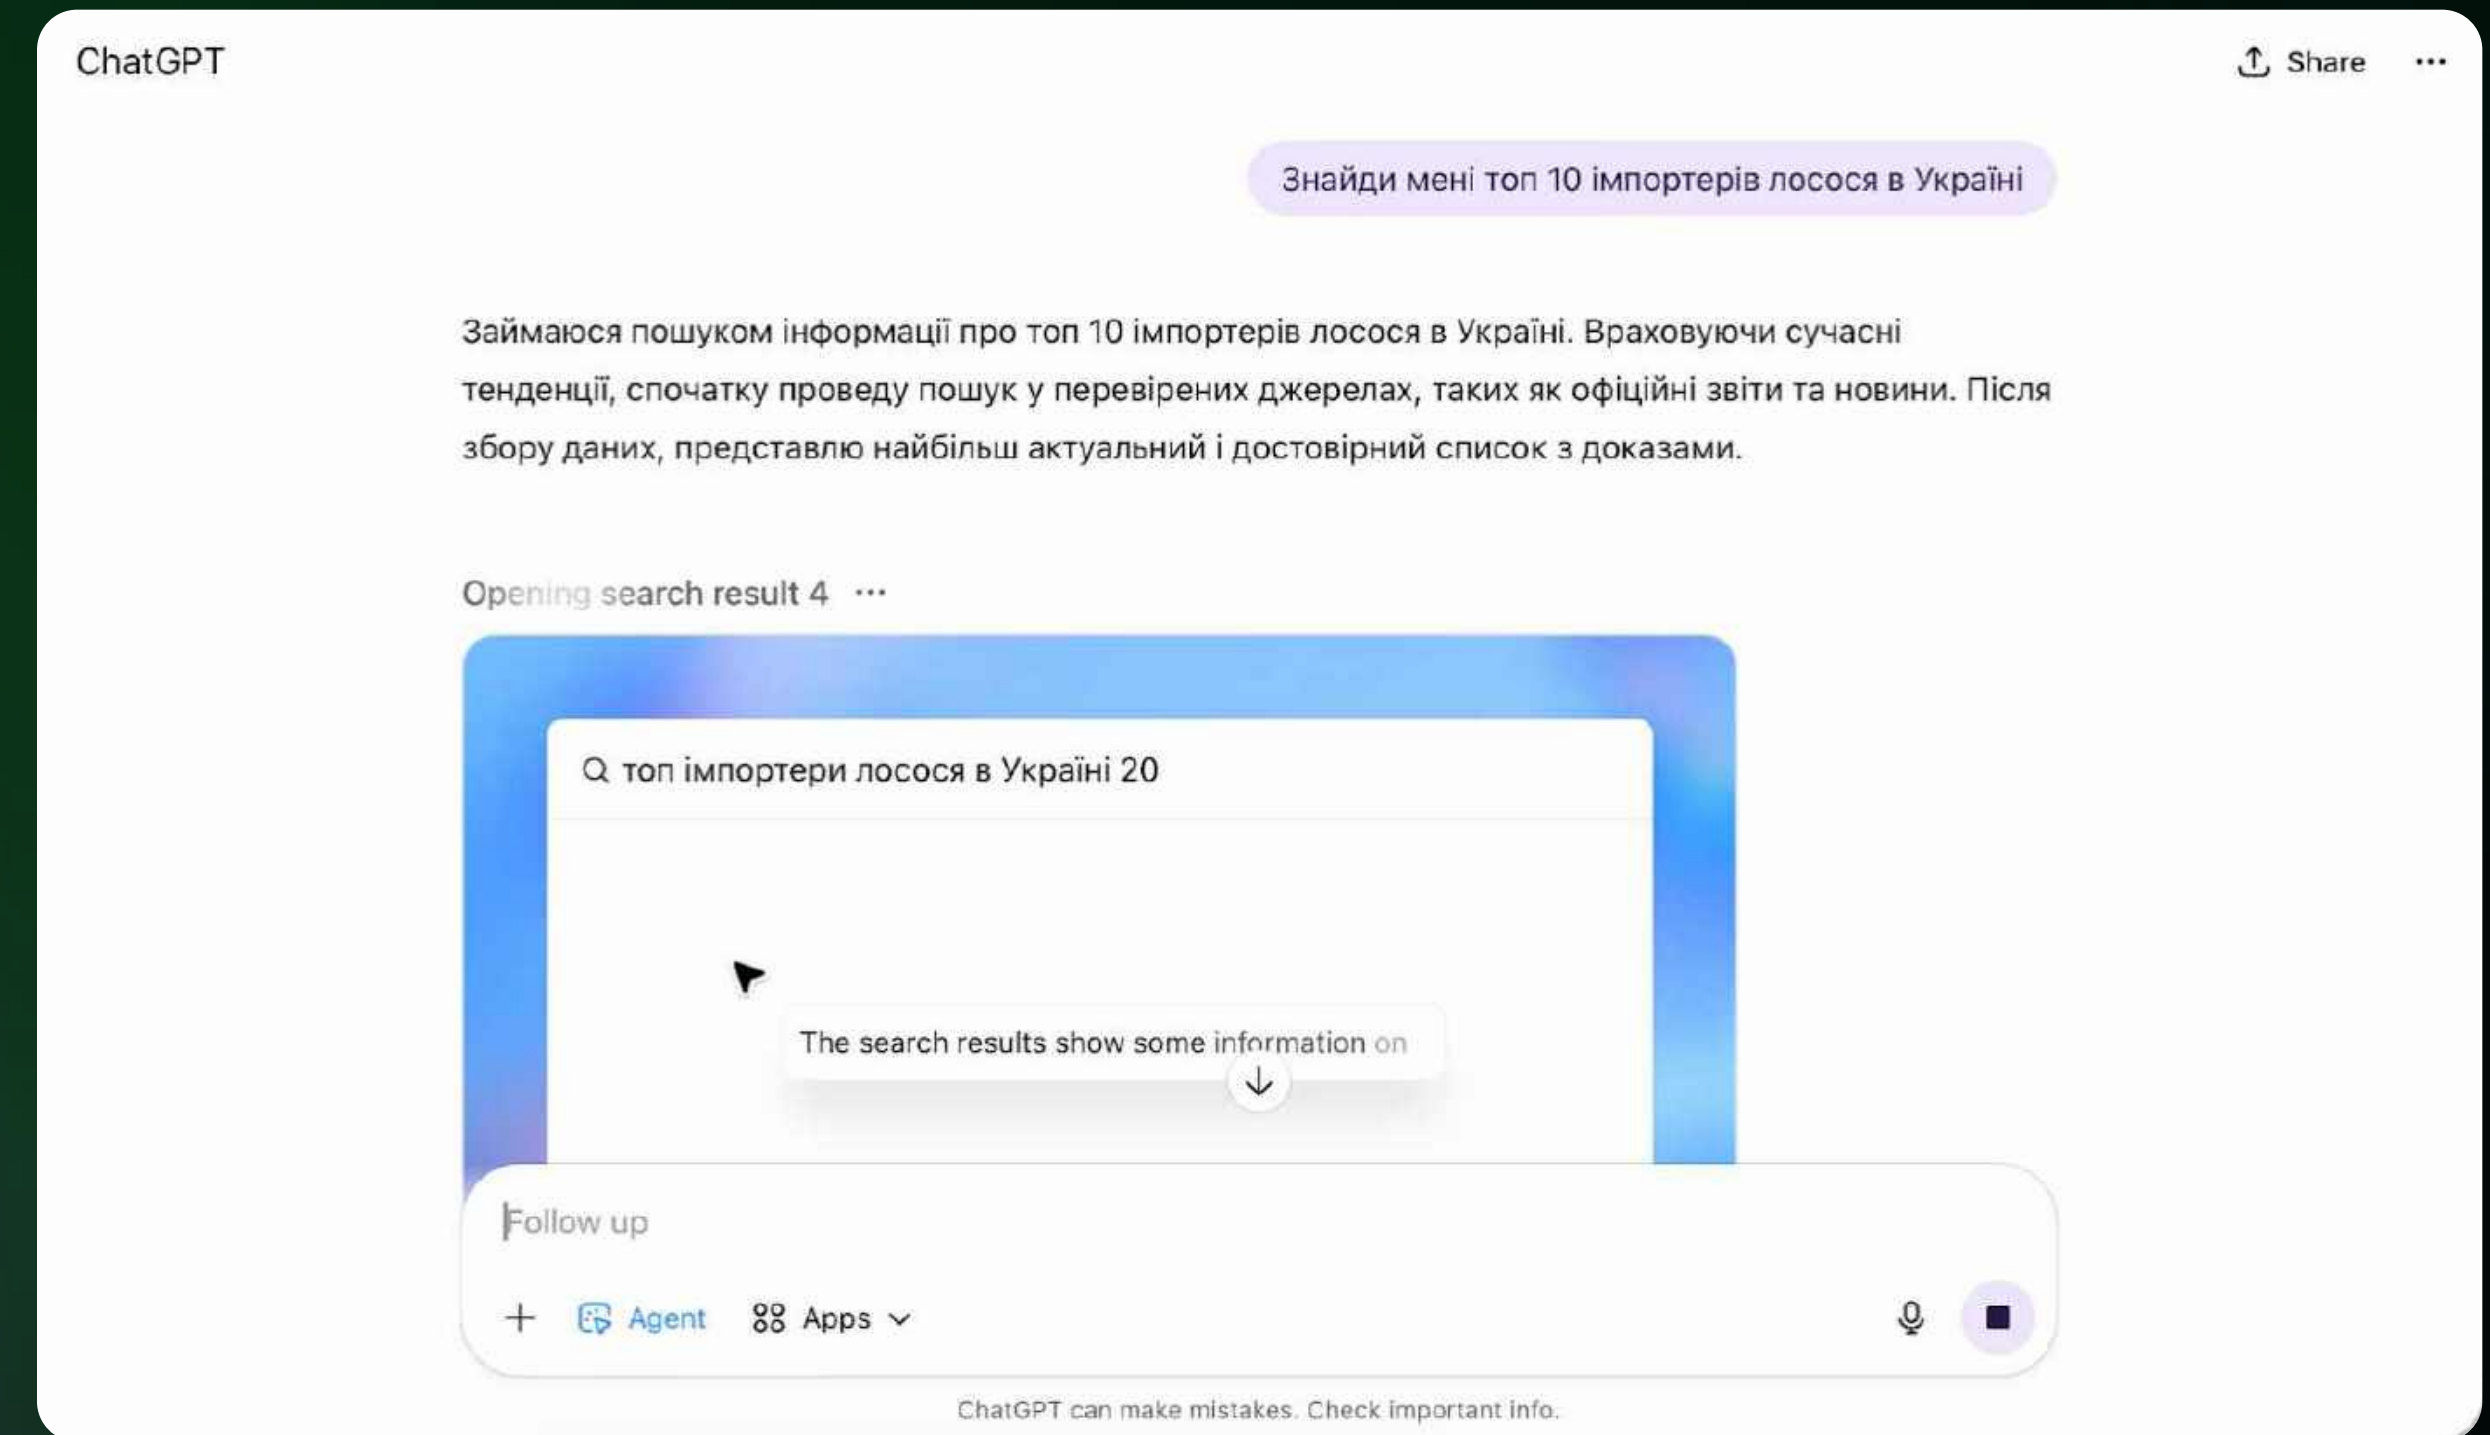 ChatGPT
Share
Знайди мені топ 10 імпортерів лосося в Україні
Займаюся пошуком інформації про топ 10 імпортерів лосося в Україні. Враховуючи сучасні
тенденції, спочатку проведу пошук у перевірених джерелах, таких як офіційні звіти та новини. Після
збору даних, представлю найбільш актуальний і достовірний список з доказами.
Opening search result 4
топ імпортери лосося в Україні 20
The search results show some information on
Follow up
Agent
Apps
ChatGPT can make mistakes. Check important info.